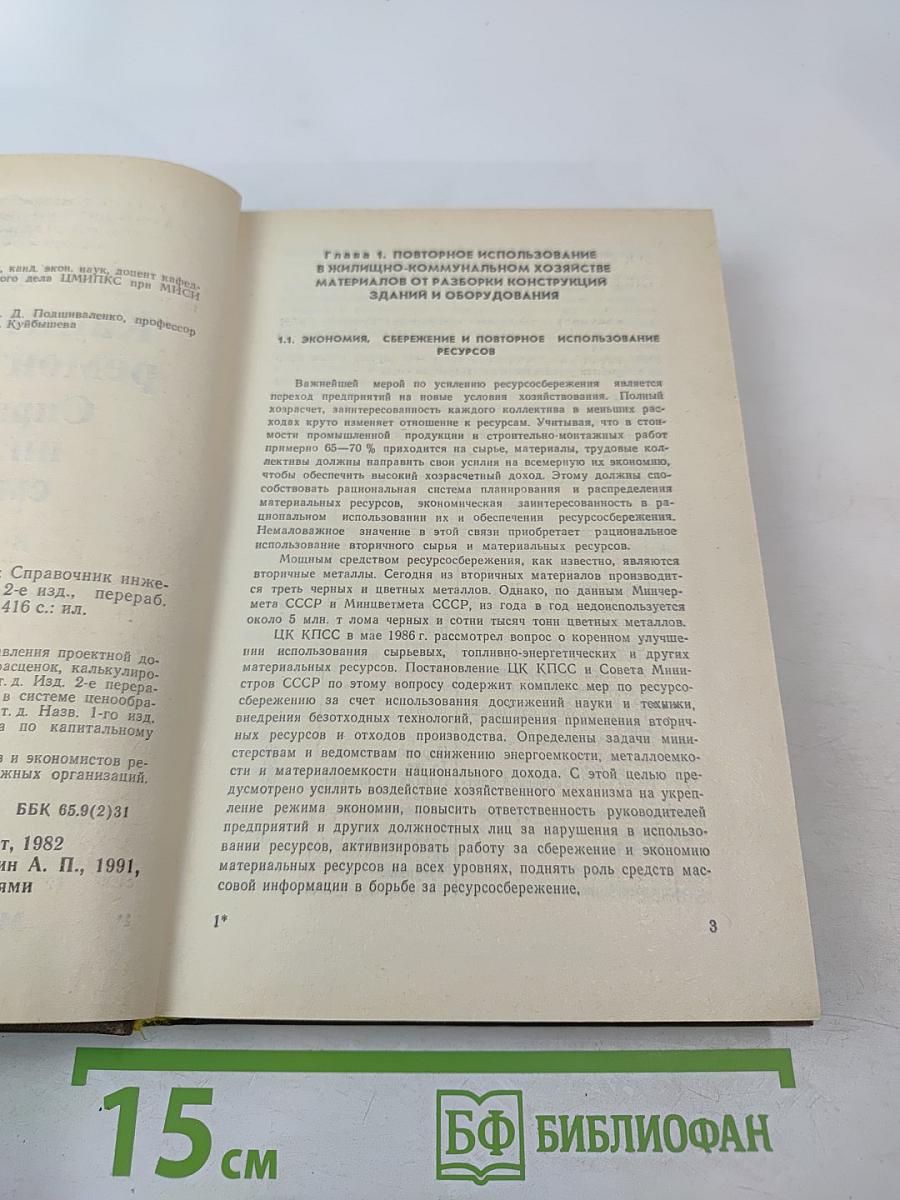 , канд. экон. наук, доцент кафед-
ого дела ЦМИПКС при МИСИ
. Д. Подшиваленко, профессор
. Куйбышева
: Справочник инже-
2-е изд., перераб.
416 с.: ил.
авления проектной до-
расценок, калькулиро-
т. д. Изд. 2-е перера-
в системе ценообра-
т. д. Назв. 1-го изд.
а по капитальному
в и экономистов ре-
жных организаций.
ББК 65.9(2)31
т, 1982
ин А. П., 1991,
ями
Глава 1. ПОВТОРНОЕ ИСПОЛЬЗОВАНИЕ
В ЖИЛИЩНО-КОММУНАЛЬНОМ ХОЗЯЙСТВЕ
МАТЕРИАЛОВ ОТ РАЗБОРКИ КОНСТРУКЦИЙ
ЗДАНИЙ И ОБОРУДОВАНИЯ
1.1. ЭКОНОМИЯ, СБЕРЕЖЕНИЕ И ПОВТОРНОЕ ИСПОЛЬЗОВАНИЕ
РЕСУРСОВ
Важнейшей мерой по усилению ресурсосбережения является
переход предприятий на новые условия хозяйствования. Полный
хозрасчет, заинтересованность каждого коллектива в меньших рас-
ходах круто изменяет отношение к ресурсам. Учитывая, что в стои-
мости промышленной продукции и строительно-монтажных работ
примерно 65—70 % приходится на сырье, материалы, трудовые кол-
лективы должны направить свои усилия на всемерную их экономию,
чтобы обеспечить высокий хозрасчетный доход. Этому должны спо-
собствовать рациональная система планирования и распределения
материальных ресурсов, экономическая заинтересованность в ра-
циональном использовании их и обеспечении ресурсосбережения.
Немаловажное значение в этой связи приобретает рациональное
использование вторичного сырья и материальных ресурсов.
Мощным средством ресурсосбережения, как известно, являются
вторичные металлы. Сегодня из вторичных материалов производит-
ся треть черных и цветных металлов. Однако, по данным Минчер-
мета СССР и Минцветмета СССР, из года в год недоиспользуется
около 5 млн. т лома черных и сотни тысяч тонн цветных металлов.
ЦК КПСС в мае 1986 г. рассмотрел вопрос о коренном улучше-
нии использования сырьевых, топливно-энергетических и других
материальных ресурсов. Постановление ЦК КПСС и Совета Мини-
стров СССР по этому вопросу содержит комплекс мер по ресурсо-
сбережению за счет использования достижений науки и техники,
внедрения безотходных технологий, расширения применения вторич-
ных ресурсов и отходов производства. Определены задачи мини-
стерствам и ведомствам по снижению энергоемкости, металлоемко-
сти и материалоемкости национального дохода. С этой целью пре-
дусмотрено усилить воздействие хозяйственного механизма на укреп-
ление режима экономии, повысить ответственность руководителей
предприятий и других должностных лиц за нарушения в использо-
вании ресурсов, активизировать работу за сбережение и экономию
материальных ресурсов на всех уровнях, поднять роль средств мас-
совой информации в борьбе за ресурсосбережение.
1*
3
15 см
БФ БИБЛИОФАН